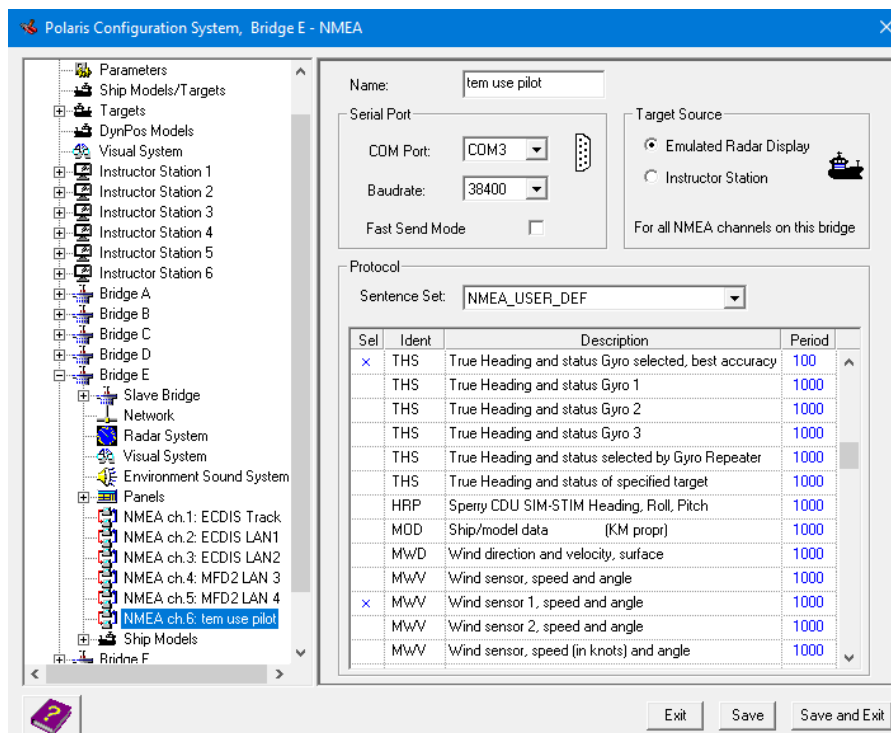 Polaris Configuration System, Bridge E - NMEA
Parameters
Ship Models/Targets
Targets
DynPos Models
Visual System
Instructor Station 1
Instructor Station 2
Instructor Station 3
Instructor Station 4
Instructor Station 5
Instructor Station 6
Bridge A
Bridge B
Bridge C
Bridge D
Bridge E
Slave Bridge
Network
Radar System
Visual System
Environment Sound System
Panels
NMEA ch.1: ECDIS Track
NMEA ch.2: ECDIS LAN1
NMEA ch.3: ECDIS LAN2
NMEA ch.4: MFD2 LAN 3
NMEA ch.5: MFD2 LAN 4
NMEA ch.6: tem use pilot
Ship Models
Bridge F
Name: tem use pilot
Serial Port
COM Port: COM3
Baudrate: 38400
Fast Send Mode
Target Source
Emulated Radar Display
Instructor Station
For all NMEA channels on this bridge
Protocol
Sentence Set: NMEA_USER_DEF
Sel Ident Description Period
× THS True Heading and status Gyro selected, best accuracy 100
THS True Heading and status Gyro 1 1000
THS True Heading and status Gyro 2 1000
THS True Heading and status Gyro 3 1000
THS True Heading and status selected by Gyro Repeater 1000
THS True Heading and status of specified target 1000
HRP Sperry CDU SIM-STIM Heading, Roll, Pitch 1000
MOD Ship/model data (KM propr) 1000
MWD Wind direction and velocity, surface 1000
MWV Wind sensor, speed and angle 1000
× MWV Wind sensor 1, speed and angle 1000
MWV Wind sensor 2, speed and angle 1000
MWV Wind sensor, speed (in knots) and angle 1000
Exit Save Save and Exit